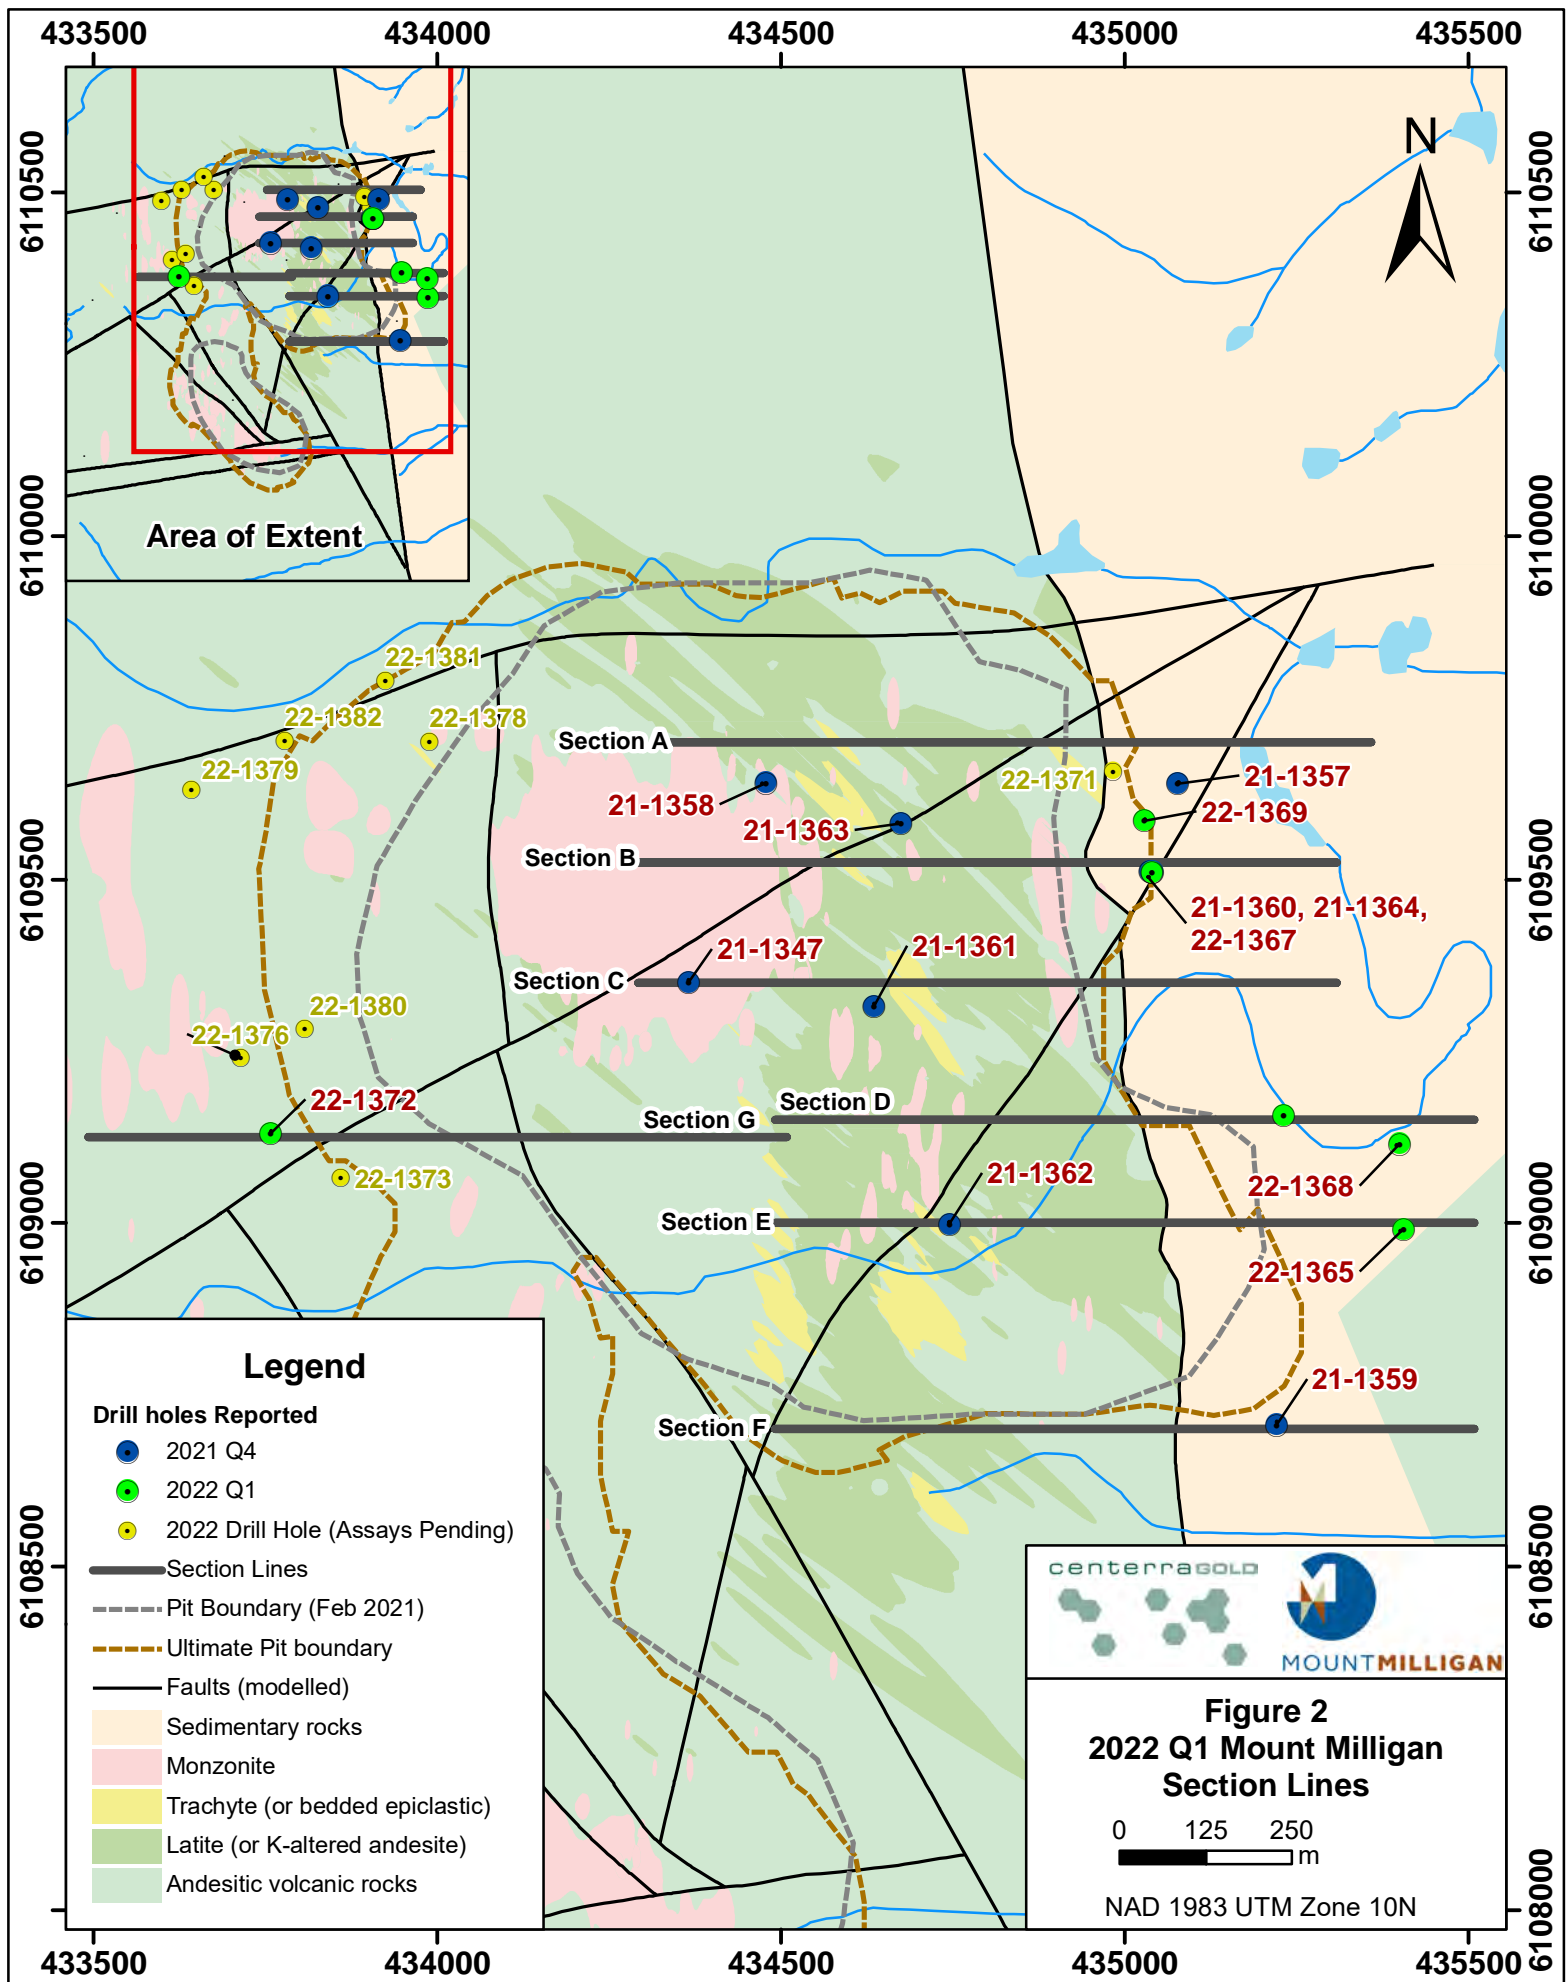 433500 434000 434500 435000 435500
6110500
6110000
6109500
6109000
6108500
N
6110500
6110000
6109500
6109000
6108500
6108000
Area of Extent
22-1381
22-1382
22-1378
Section A
22-1379
22-1371
21-1357
21-1358
22-1369
21-1363
Section B
21-1360, 21-1364,
22-1367
21-1347
21-1361
Section C
22-1380
22-1376
22-1372
Section D
Section G
22-1373
21-1362
22-1368
Section E
22-1365
21-1359
Section F
Legend
Drill holes Reported
2021 Q4
2022 Q1
2022 Drill Hole (Assays Pending)
Section Lines
Pit Boundary (Feb 2021)
Ultimate Pit boundary
Faults (modelled)
Sedimentary rocks
Monzonite
Trachyte (or bedded epiclastic)
Latite (or K-altered andesite)
Andesitic volcanic rocks
centerraGOLD
MOUNTMILLIGAN
Figure 2
2022 Q1 Mount Milligan
Section Lines
0 125 250
m
NAD 1983 UTM Zone 10N
433500 434000 434500 435000 435500